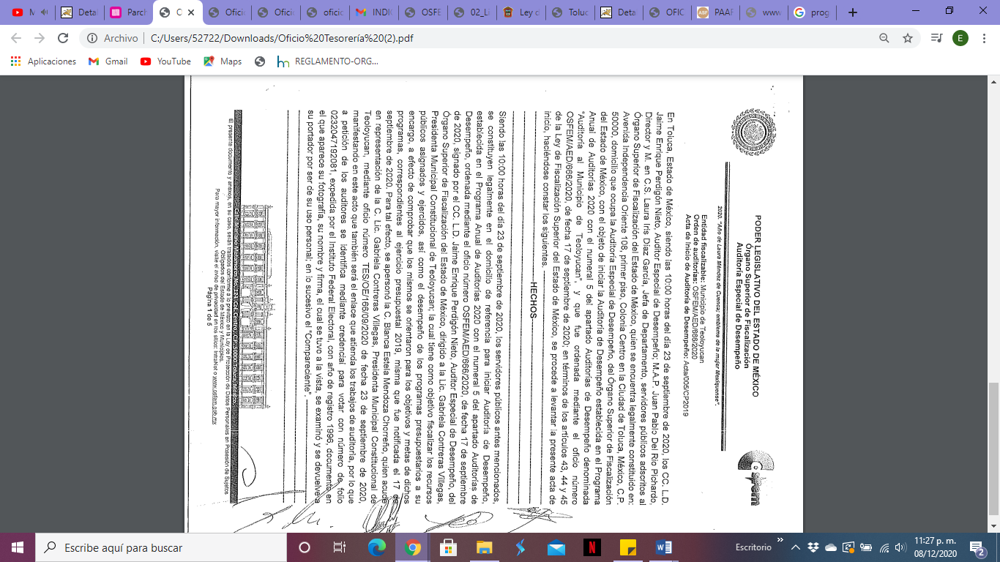 M
Parch
O
Oficio
Oficio
oficio
INDIC
OSFE
02_Li
Ley d
Toluc
Detal
OFIC
PAAF
www
prog
Archivo | C:/Users/52722/Downloads/Oficio%20Tesorería%20(2).pdf
E
Aplicaciones
Gmail
YouTube
Maps
REGLAMENTO-ORG...
PODER LEGISLATIVO DEL ESTADO DE MÉXICO
Órgano Superior de Fiscalización
Auditoría Especial de Desempeño
osfem
2020. "Año de Laura Méndez de Cuenca; emblema de la mujer Mexiquense".
Entidad fiscalizable: Municipio de Teoloyucan
Orden de auditorías: OSFEM/AED/666/2020
Acta de Inicio de Auditoría de Desempeño: Acta/005/CP2019
En Toluca, Estado de México, siendo las 10:00 horas del día 23 de septiembre de 2020, los CC. L.D.
Jaime Enrique Perdigón Nieto, Auditor Especial de Desempeño; M.A.P. Juan Pablo Del Río Pichardo,
Director y M. en C.S. Laura Iris Díaz García, Jefa de Departamento, servidores públicos adscritos al
Órgano Superior de Fiscalización del Estado de México, quien se encuentra legalmente constituido en:
Avenida Independencia Oriente 108, primer piso, Colonia Centro en la Ciudad de Toluca, México, C.P.
50000, domicilio que ocupa la Auditoría Especial de Desempeño, del Órgano Superior de Fiscalización
del Estado de México, con el objeto de iniciar la Auditoría de Desempeño establecida en el Programa
Anual de Auditorías 2020 con el numeral 5 del apartado Auditorías de Desempeño denominada
"Auditoría al Municipio de Teoloyucan", y que fue ordenada mediante el oficio número
OSFEM/AED/666/2020, de fecha 17 de septiembre de 2020; en términos de los artículos 43, 44 y 45
de la Ley de Fiscalización Superior del Estado de México, se procede a levantar la presente acta de
inicio, haciéndose constar los siguientes.
HECHOS
Siendo las 10:00 horas del día 23 de septiembre de 2020, los servidores públicos antes mencionados,
se constituyen legalmente en el domicilio de referencia para iniciar Auditoría de Desempeño,
establecida en el Programa Anual de Auditorías 2020 con el numeral 5 del apartado Auditorías de
Desempeño, ordenada mediante el oficio número OSFEM/AED/666/2020, de fecha 17 de septiembre
de 2020, signado por el CC. L.D. Jaime Enrique Perdigón Nieto, Auditor Especial de Desempeño, del
Órgano Superior de Fiscalización del Estado de México, dirigido a la Lic. Gabriela Contreras Villegas,
Presidenta Municipal Constitucional de Teoloyucan; la cual tiene como objetivo fiscalizar los recursos
públicos asignados y ejercidos, así como el desempeño de los programas presupuestarios a su
encargo, a efecto de comprobar que los mismos se orientaron para los objetivos y metas de dichos
programas, correspondientes al ejercicio presupuestal 2019, misma que fue notificada el 17 de
septiembre de 2020. Para tal efecto, se apersonó la C. Blanca Estela Mendoza Chorreño, quien acude
en representación de la C. Lic. Gabriela Contreras Villegas, Presidenta Municipal Constitucional de
Teoloyucan, mediante oficio número TES/OE/166/09/2020 de fecha 23 de septiembre de 2020,
manifestando en este acto que también será el enlace que atienda los trabajos de auditoría, por lo que
a petición de los auditores se identifica mediante credencial para votar con número de folio
0232047192081, expedida por el Instituto Federal Electoral, con año de registro 1996, documento en
el que aparece su fotografía, su nombre y firma, el cual se tuvo a la vista, se examinó y se devuelve a
su portador por ser de su uso personal; en lo sucesivo el "Compareciente"
El presente documento y anexos, en su caso, serán tratados conforme a lo previsto en la Ley de Protección de Datos Personales en Posesión de Sujetos
Obligados del Estado de México y Municipios.
Para mayor información, visite el aviso de privacidad en los sitios: IntraNet o www.osfem.gob.mx
Página 1 de 5
Escribe aquí para buscar
Escritorio
11:27 p. m.
08/12/2020
2